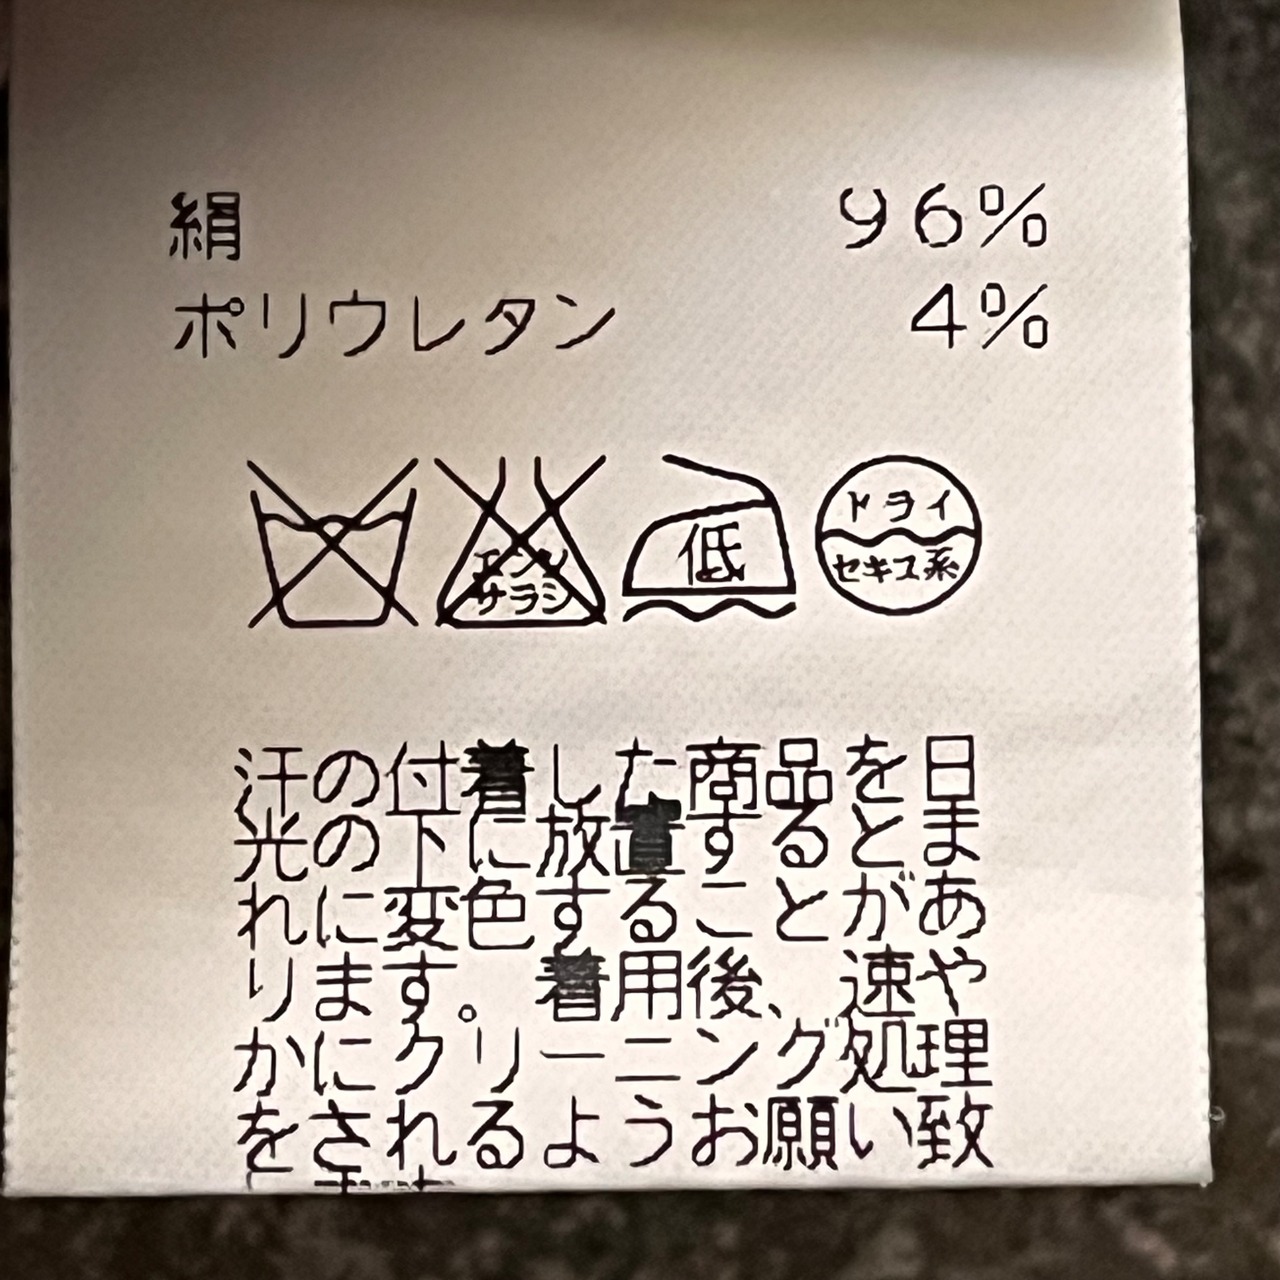 絹 96%
ポリウレタン 4%
エンソ
サラシ
低
ドライ
セキユ系
汗の付着した商品を日
光の下に放置するとま
れに変色することがあ
ります。着用後、速や
かにクリーニング処理
をされるようお願い致